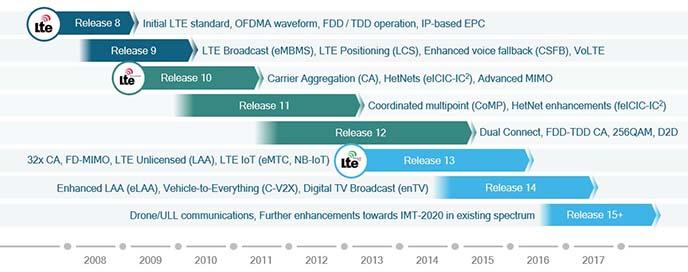 Lte Release 8 Initial LTE standard, OFDMA waveform, FDD / TDD operation, IP-based EPC
Release 9 LTE Broadcast (eMBMS), LTE Positioning (LCS), Enhanced voice fallback (CSFB), VoLTE
Lte Release 10 Carrier Aggregation (CA), HetNets (eICIC-IC²), Advanced MIMO
Release 11 Coordinated multipoint (CoMP), HetNet enhancements (feICIC-IC²)
Release 12 Dual Connect, FDD-TDD CA, 256QAM, D2D
32x CA, FD-MIMO, LTE Unlicensed (LAA), LTE IoT (eMTC, NB-IoT) Lte Release 13
Enhanced LAA (eLAA), Vehicle-to-Everything (C-V2X), Digital TV Broadcast (enTV) Release 14
Drone/ULL communications, Further enhancements towards IMT-2020 in existing spectrum Release 15+
2008 2009 2010 2011 2012 2013 2014 2015 2016 2017